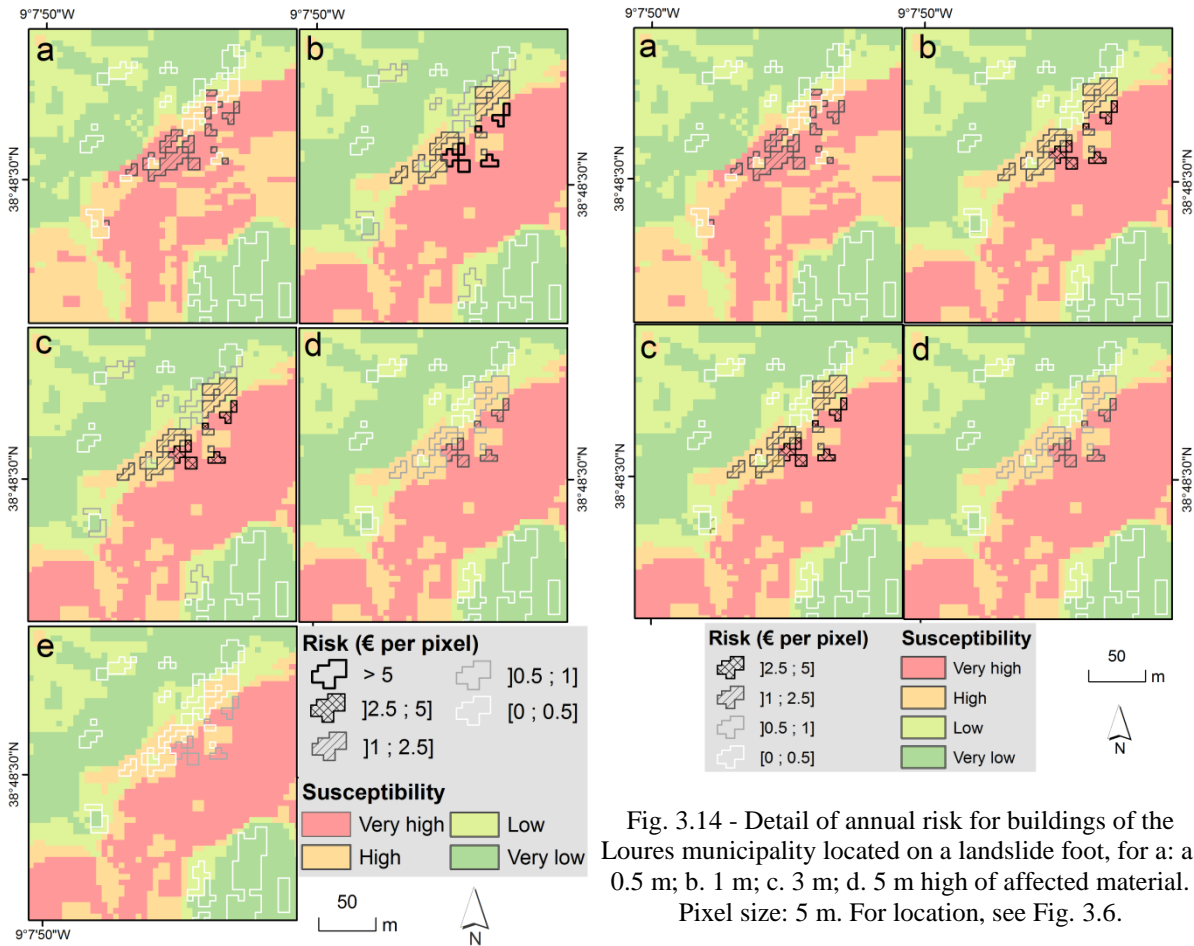 9°7'50"W
9°7'50"W
a
b
38°48'30"N
38°48'30"N
c
d
38°48'30"N
38°48'30"N
e
38°48'30"N
9°7'50"W
Risk (€ per pixel)
> 5
]0.5 ; 1]
]2.5 ; 5]
[0 ; 0.5]
]1 ; 2.5]
Susceptibility
Very high
Low
High
Very low
50
m
N
9°7'50"W
9°7'50"W
a
b
38°48'30"N
38°48'30"N
c
d
38°48'30"N
38°48'30"N
Risk (€ per pixel)
]2.5 ; 5]
]1 ; 2.5]
]0.5 ; 1]
[0 ; 0.5]
Susceptibility
Very high
High
Low
Very low
50
m
N
Fig. 3.14 - Detail of annual risk for buildings of the
Loures municipality located on a landslide foot, for a: a
0.5 m; b. 1 m; c. 3 m; d. 5 m high of affected material.
Pixel size: 5 m. For location, see Fig. 3.6.